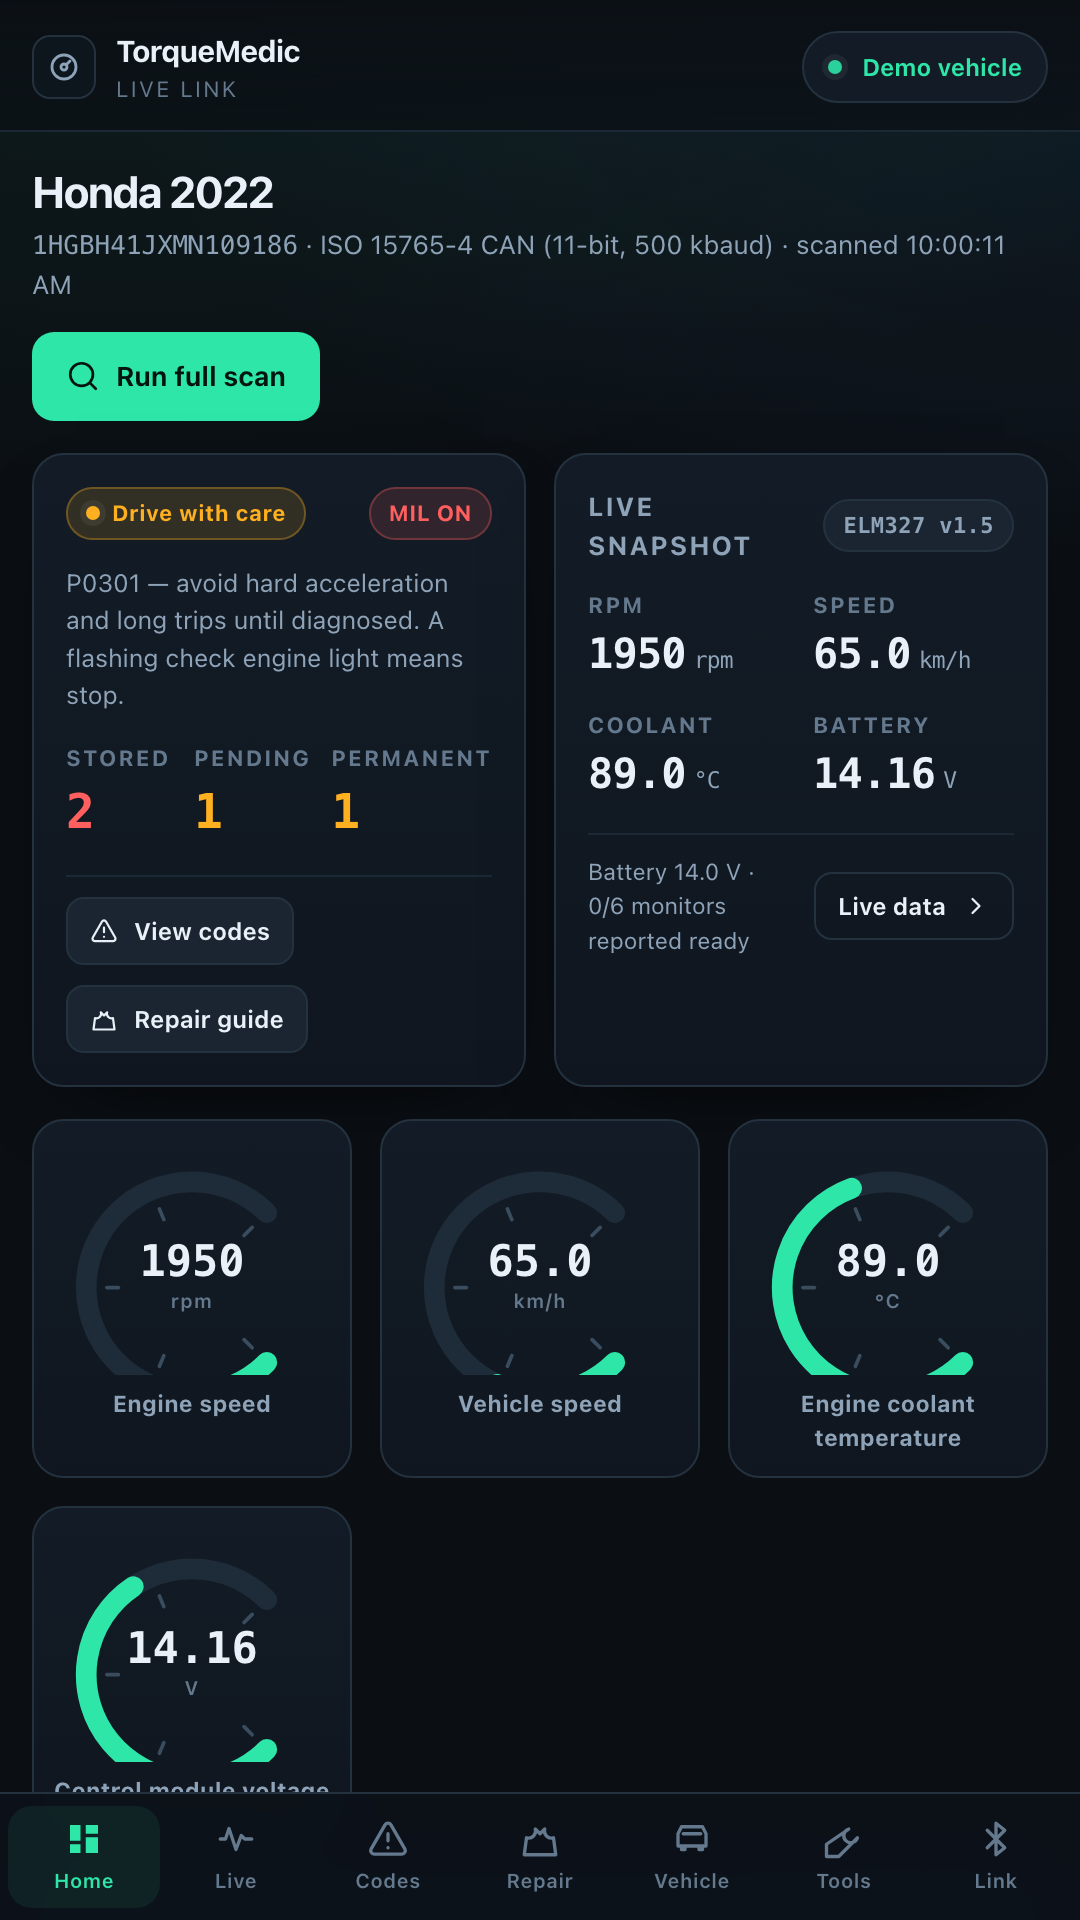 TorqueMedic
LIVE LINK
Demo vehicle
Honda 2022
1HGBH41JXMN109186 · ISO 15765-4 CAN (11-bit, 500 kbaud) · scanned 10:00:11
AM
Run full scan
Drive with care
MIL ON
P0301 — avoid hard acceleration
and long trips until diagnosed. A
flashing check engine light means
stop.
STORED PENDING PERMANENT
2 1 1
View codes
Repair guide
LIVE
SNAPSHOT
ELM327 v1.5
RPM SPEED
1950 rpm 65.0 km/h
COOLANT BATTERY
89.0 °C 14.16 V
Battery 14.0 V ·
0/6 monitors
reported ready
Live data
1950
rpm
Engine speed
65.0
km/h
Vehicle speed
89.0
°C
Engine coolant
temperature
14.16
V
Control module voltage
Home Live Codes Repair Vehicle Tools Link